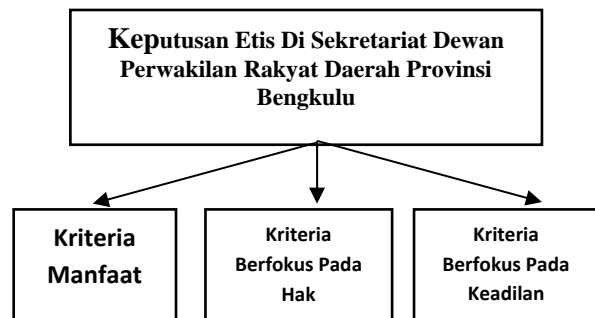 Keputusan Etis Di Sekretariat Dewan
Perwakilan Rakyat Daerah Provinsi
Bengkulu
Kriteria
Manfaat
Kriteria
Berfokus Pada
Hak
Kriteria
Berfokus Pada
Keadilan